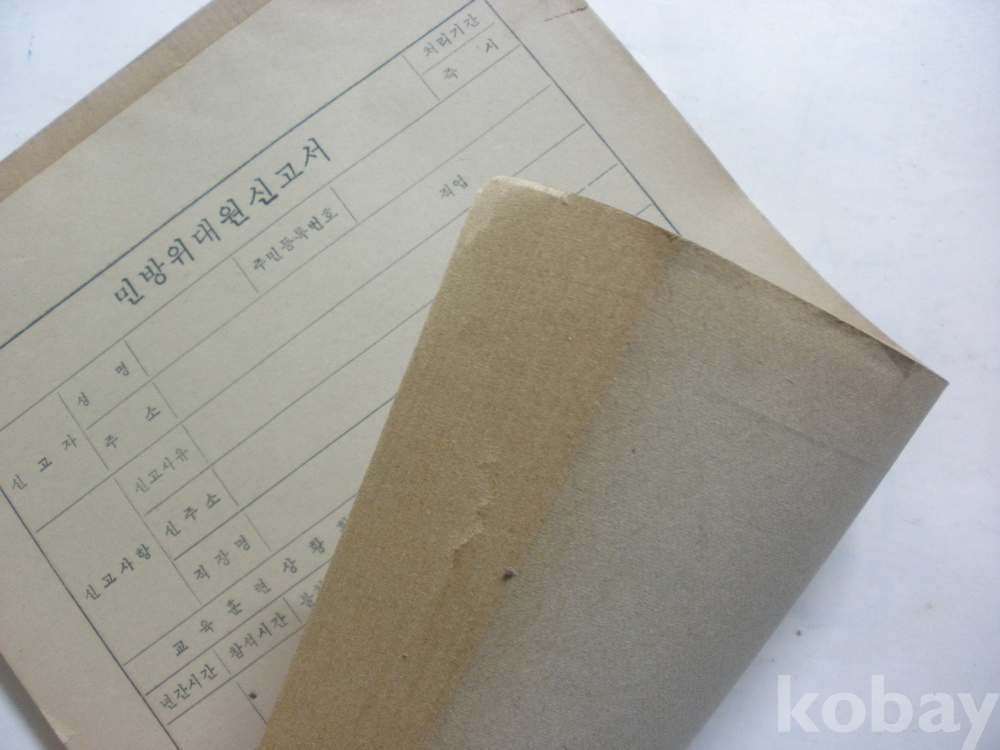 처리기간
즉 시
민방위대원신고서
신고자
성 명
주민등록번호
직업
주 소
신고사항
신고사유
신주소
직장명
교육훈련상황
년간시간
참석시간
kobay